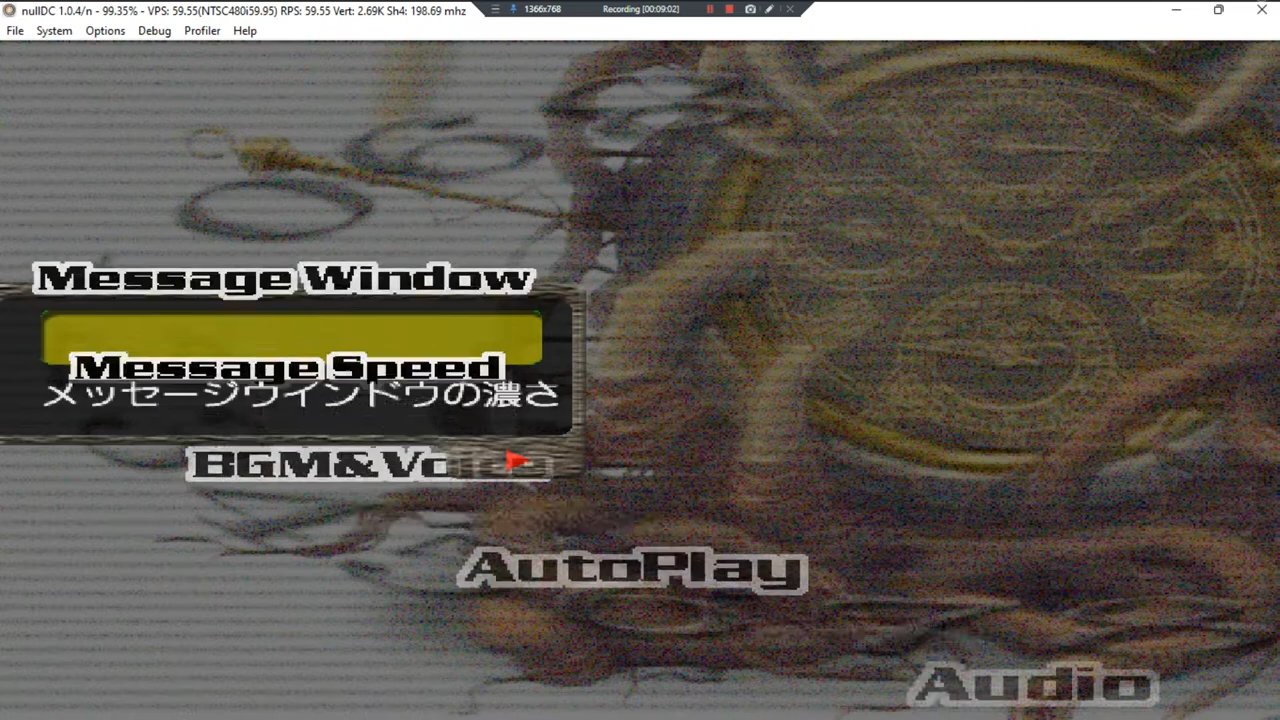 nullDC 1.0.4/n - 99.35% - VPS: 59.55(NTSC480i59.95) RPS: 59.55 Vert: 2.69K Sh4: 198.69 mhz
1366x768
Recording [00:09:02]
File System Options Debug Profiler Help
Message Window
Message Speed
メッセージウインドウの濃さ
BGM&Voice
AutoPlay
Audio